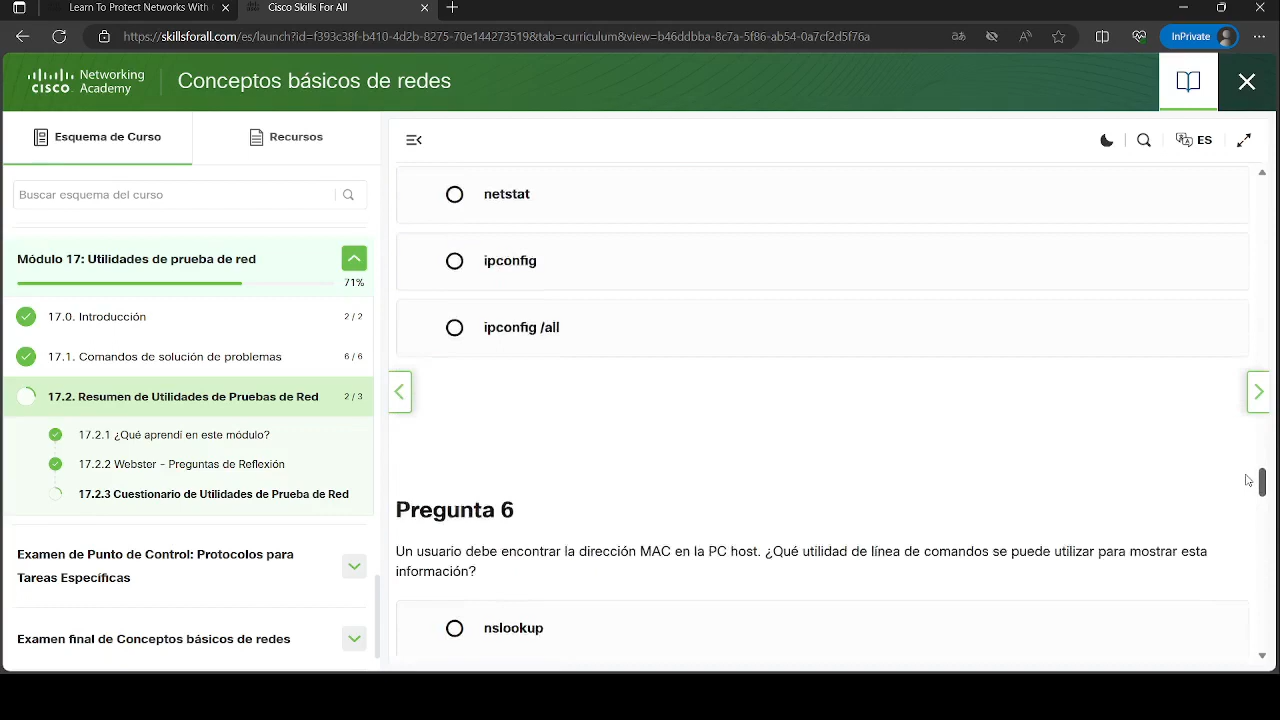 Learn To Protect Networks With
Cisco Skills For All
https://skillsforall.com/es/launch?id=f393c38f-b410-4d2b-8275-70e144273519&tab=curriculum&view=b46ddbba-8c7a-5f86-ab54-0a7cf2d5f76a
InPrivate
Networking
CISCO Academy
Conceptos básicos de redes
Esquema de Curso
Recursos
ES
Buscar esquema del curso
Módulo 17: Utilidades de prueba de red
71%
17.0. Introducción 2 / 2
17.1. Comandos de solución de problemas 6 / 6
17.2. Resumen de Utilidades de Pruebas de Red 2 / 3
17.2.1 ¿Qué aprendí en este módulo?
17.2.2 Webster - Preguntas de Reflexión
17.2.3 Cuestionario de Utilidades de Prueba de Red
Examen de Punto de Control: Protocolos para
Tareas Específicas
Examen final de Conceptos básicos de redes
netstat
ipconfig
ipconfig /all
Pregunta 6
Un usuario debe encontrar la dirección MAC en la PC host. ¿Qué utilidad de línea de comandos se puede utilizar para mostrar esta
información?
nslookup